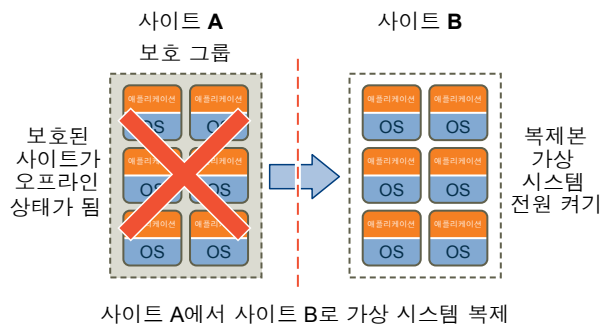 사이트 A
사이트 B
보호 그룹
애플리케이션
OS
애플리케이션
OS
애플리케이션
OS
애플리케이션
OS
애플리케이션
OS
애플리케이션
OS
보호된
사이트가
오프라인
상태가 됨
애플리케이션
OS
애플리케이션
OS
애플리케이션
OS
애플리케이션
OS
애플리케이션
OS
애플리케이션
OS
복제본
가상
시스템
전원 켜기
사이트 A에서 사이트 B로 가상 시스템 복제